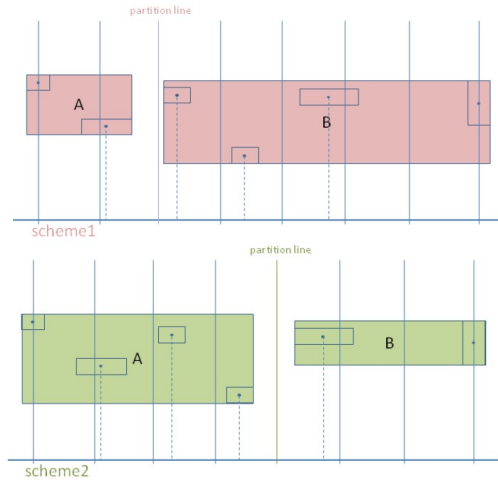 partition line
A
B
scheme1
partition line
A
B
scheme2